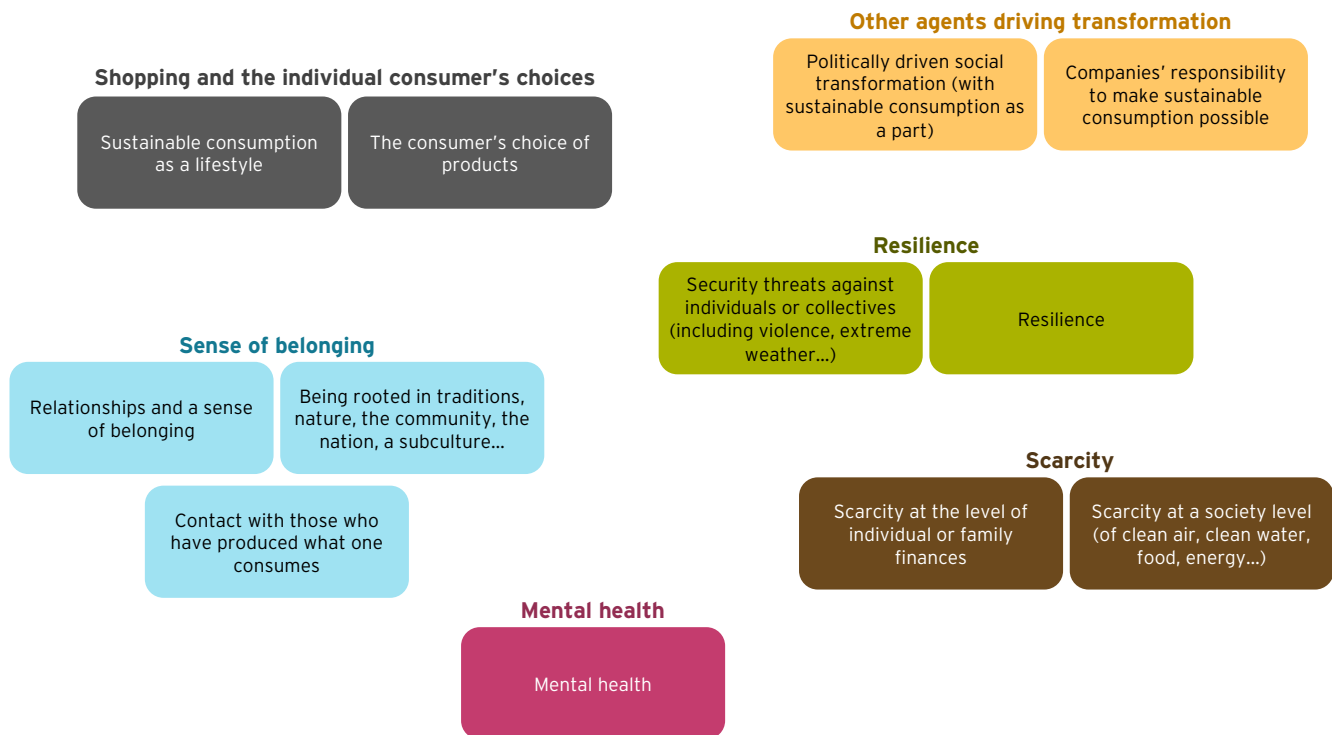 Other agents driving transformation
Politically driven social
transformation (with
sustainable consumption as
a part)
Companies’ responsibility
to make sustainable
consumption possible
Shopping and the individual consumer’s choices
Sustainable consumption
as a lifestyle
The consumer’s choice of
products
Resilience
Security threats against
individuals or collectives
(including violence, extreme
weather…)
Resilience
Sense of belonging
Relationships and a sense
of belonging
Being rooted in traditions,
nature, the community, the
nation, a subculture…
Contact with those who
have produced what one
consumes
Scarcity
Scarcity at the level of
individual or family
finances
Scarcity at a society level
(of clean air, clean water,
food, energy…)
Mental health
Mental health